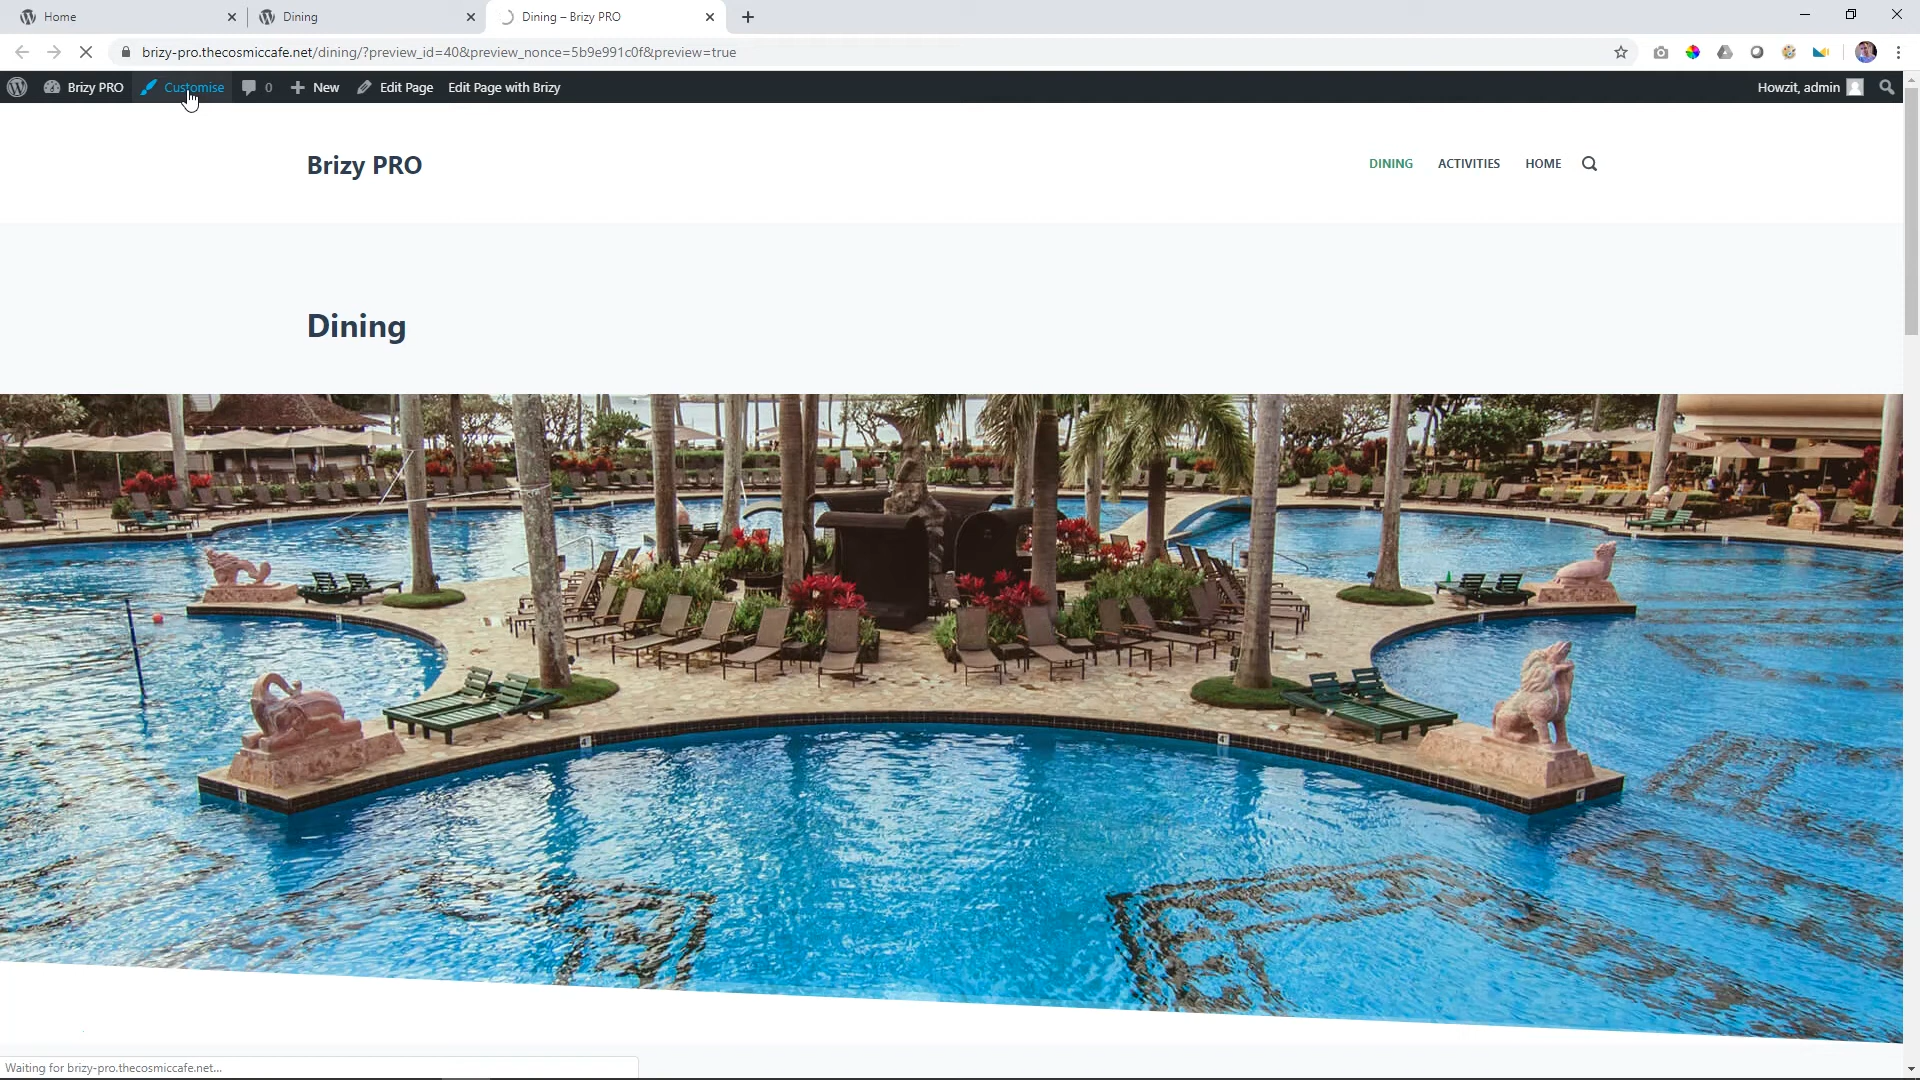 Home
Dining
Dining – Brizy PRO
brizy-pro.thecosmiccafe.net/dining/?preview_id=40&preview_nonce=5b9e991c0f&preview=true
Brizy PRO Customise 0 New Edit Page Edit Page with Brizy Howzit, admin
Brizy PRO
DINING ACTIVITIES HOME
Dining
Waiting for brizy-pro.thecosmiccafe.net...